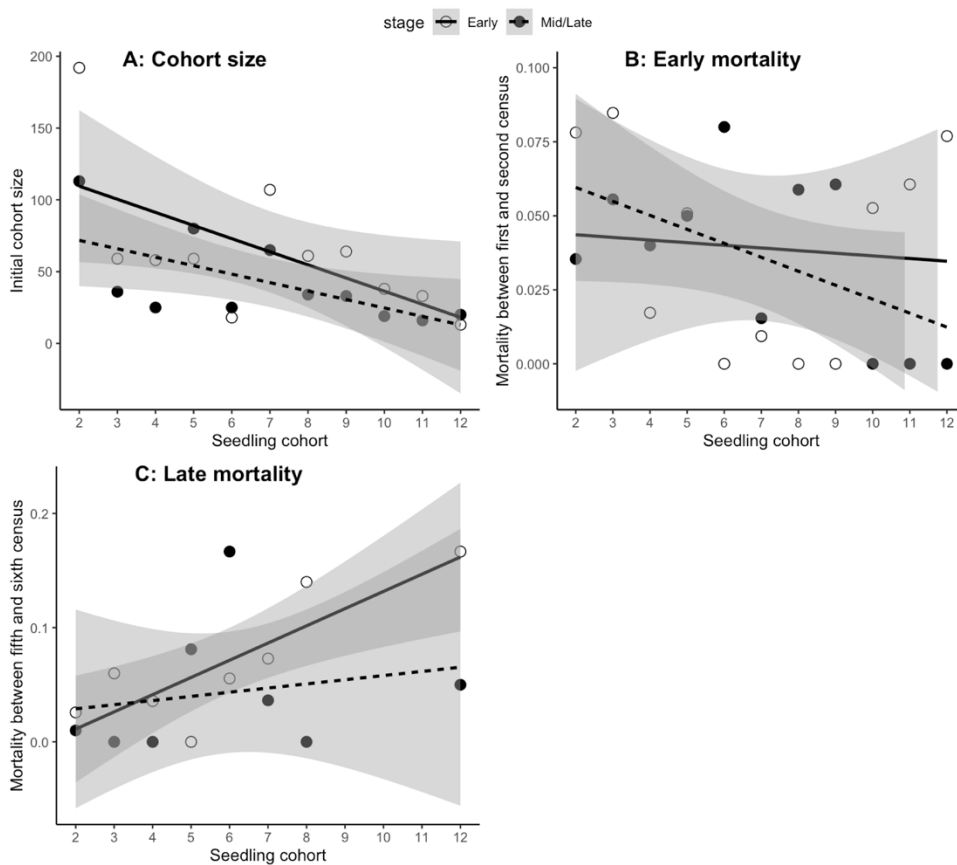 stage Early Mid/Late
A: Cohort size
Initial cohort size
200
150
100
50
0
2 3 4 5 6 7 8 9 10 11 12
Seedling cohort
B: Early mortality
Mortality between first and second census
0.100
0.075
0.050
0.025
0.000
2 3 4 5 6 7 8 9 10 11 12
Seedling cohort
C: Late mortality
Mortality between fifth and sixth census
0.2
0.1
0.0
2 3 4 5 6 7 8 9 10 11 12
Seedling cohort